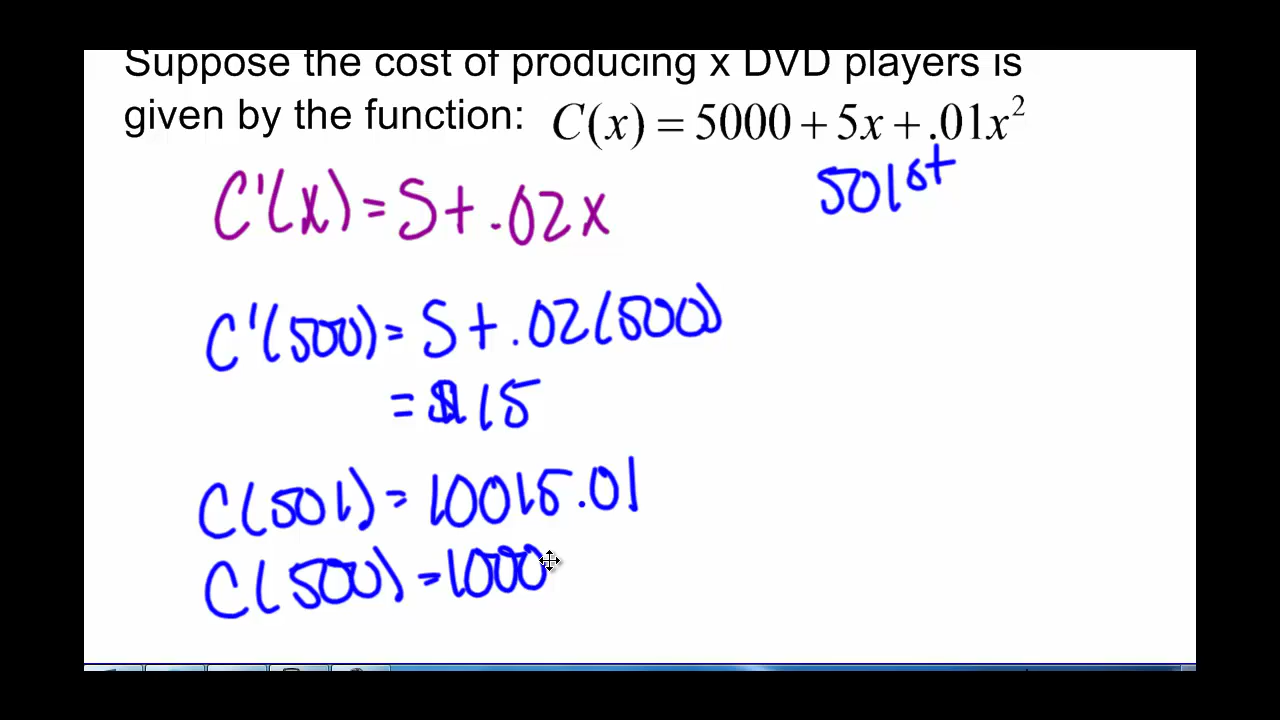 Suppose the cost of producing x DVD players is
given by the function: C(x) = 5000 + 5x + .01x²
501st
C'(x) = 5 + .02x
C'(500) = 5 + .02(500)
= $15
C(501) = 10015.01
C(500) = 1000